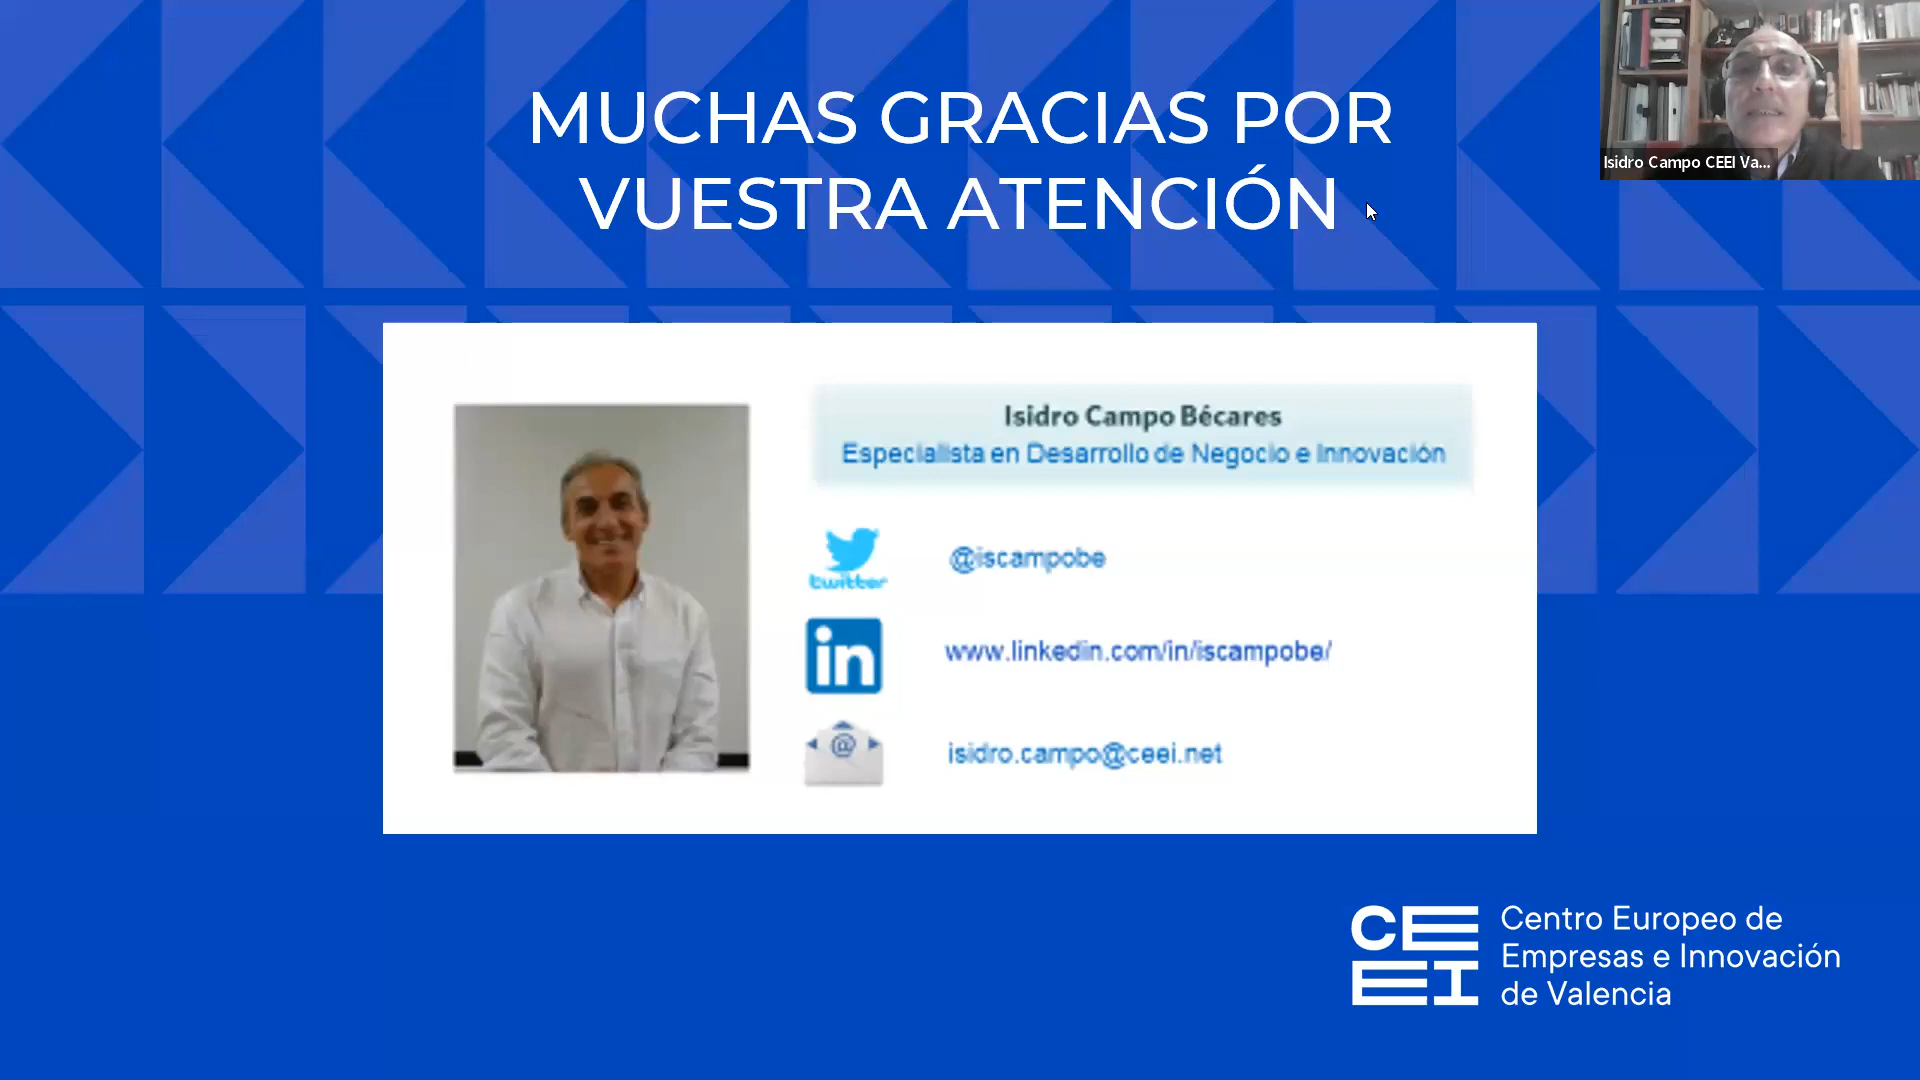 MUCHAS GRACIAS POR
VUESTRA ATENCIÓN
Isidro Campo CEEI Va...
Isidro Campo Bécares
Especialista en Desarrollo de Negocio e Innovación
twitter
@iscampobe
in
www.linkedin.com/in/iscampobe/
@
isidro.campo@ceei.net
CE
EI
Centro Europeo de
Empresas e Innovación
de Valencia